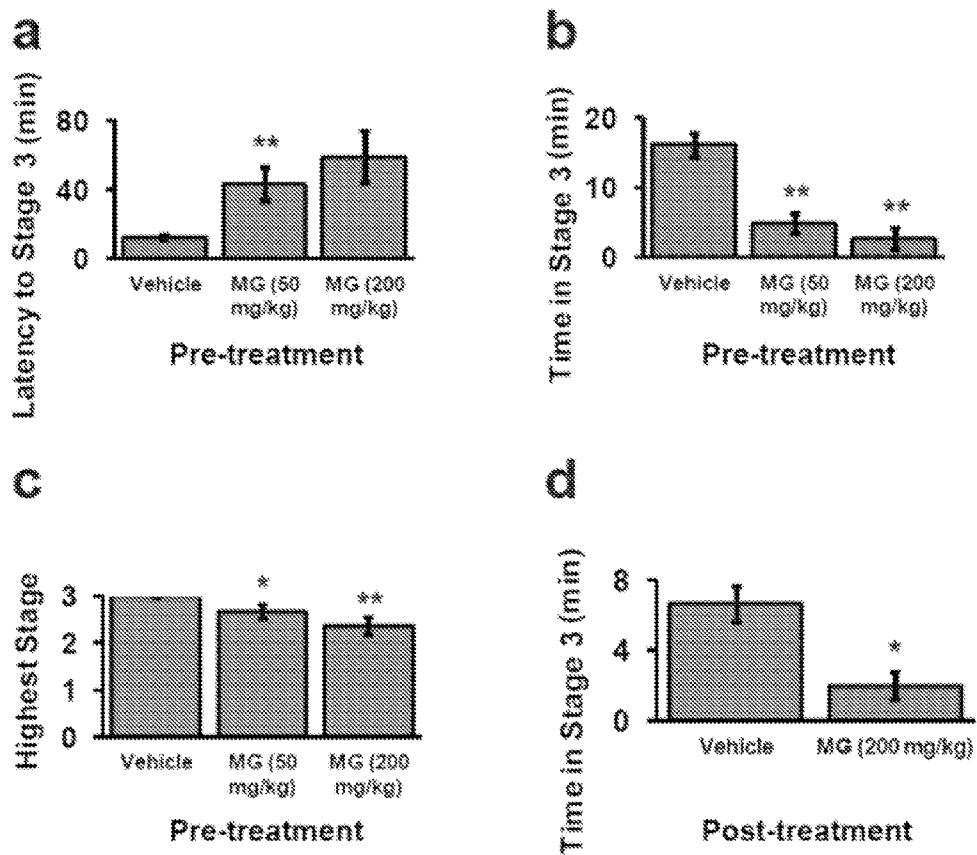 a
Latency to Stage 3 (min)
80
40
0
**
Vehicle
MG (50
mg/kg)
MG (200
mg/kg)
Pre-treatment
b
Time in Stage 3 (min)
20
10
0
**
**
Vehicle
MG (50
mg/kg)
MG (200
mg/kg)
Pre-treatment
c
Highest Stage
3
2
1
0
*
**
Vehicle
MG (50
mg/kg)
MG (200
mg/kg)
Pre-treatment
d
Time in Stage 3 (min)
8
4
0
*
Vehicle
MG (200 mg/kg)
Post-treatment